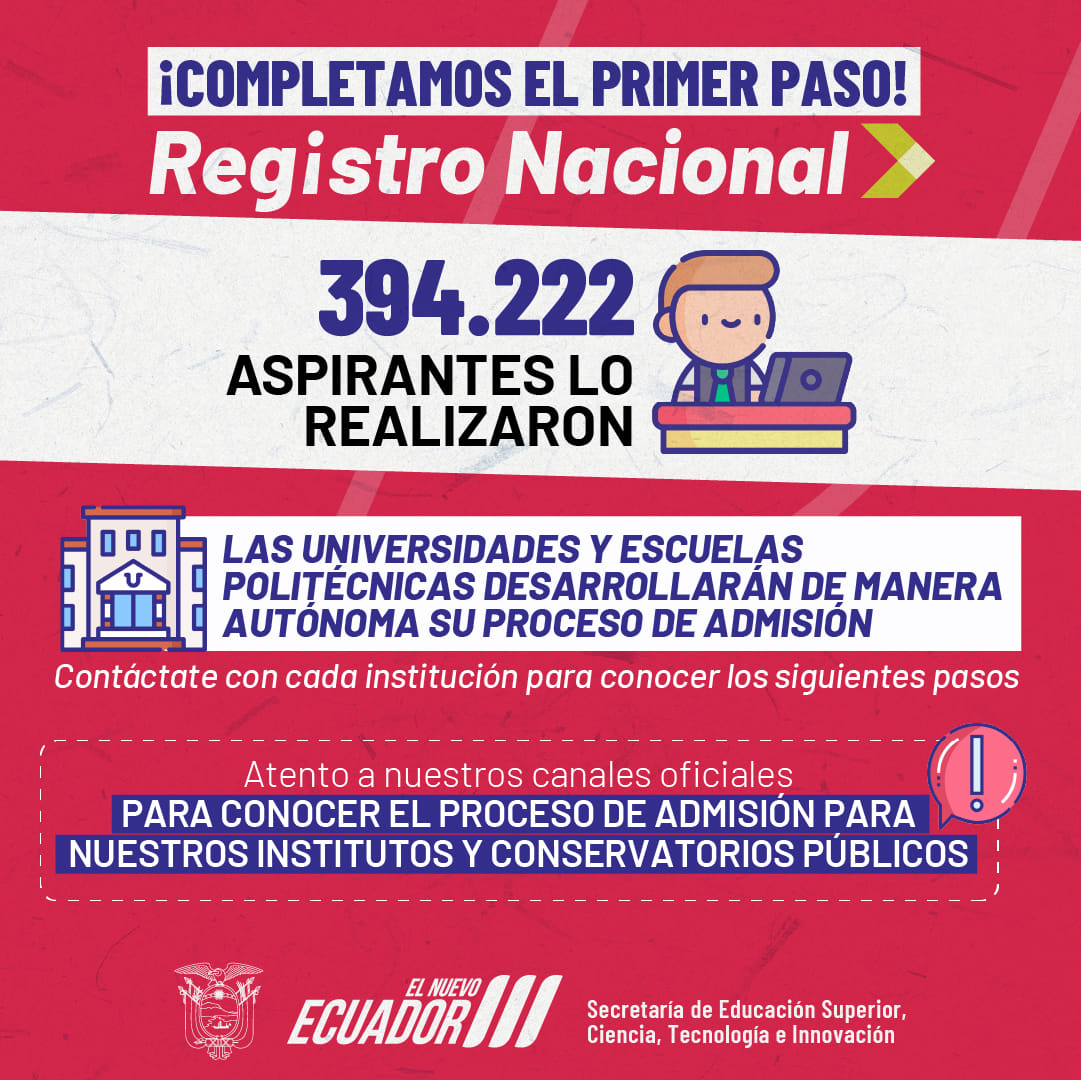 ¡COMPLETAMOS EL PRIMER PASO!
Registro Nacional
394.222
ASPIRANTES LO
REALIZARON
LAS UNIVERSIDADES Y ESCUELAS
POLITÉCNICAS DESARROLLARÁN DE MANERA
AUTÓNOMA SU PROCESO DE ADMISIÓN
Contáctate con cada institución para conocer los siguientes pasos
Atento a nuestros canales oficiales
PARA CONOCER EL PROCESO DE ADMISIÓN PARA
NUESTROS INSTITUTOS Y CONSERVATORIOS PÚBLICOS
EL NUEVO
ECUADOR
Secretaría de Educación Superior,
Ciencia, Tecnología e Innovación